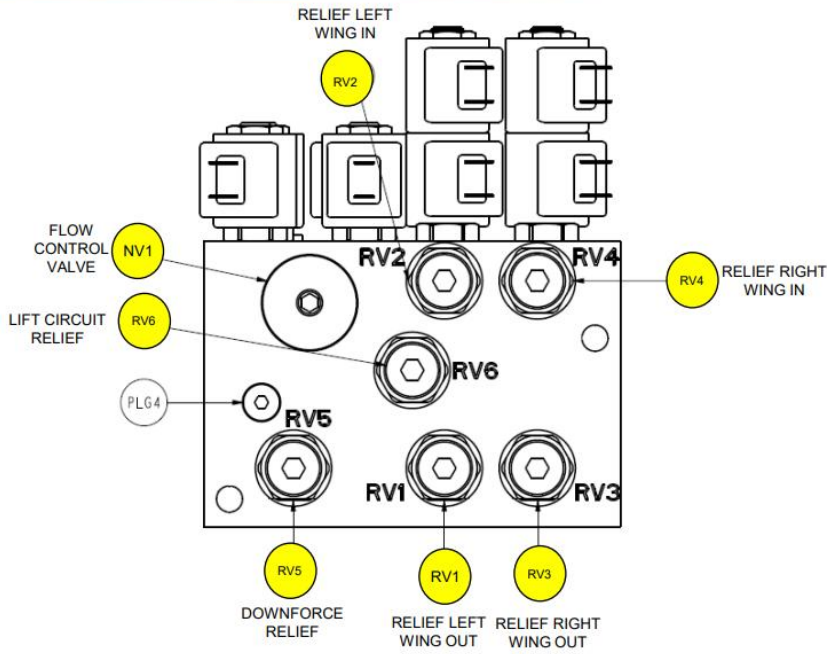 RELIEF LEFT
WING IN
RV2
FLOW
CONTROL
VALVE
NV1
RV2
RV4
RV4
RELIEF RIGHT
WING IN
LIFT CIRCUIT
RELIEF
RV6
RV6
PLG4
RV5
RV1
RV3
RV5
RV1
RV3
DOWNFORCE
RELIEF
RELIEF LEFT
WING OUT
RELIEF RIGHT
WING OUT